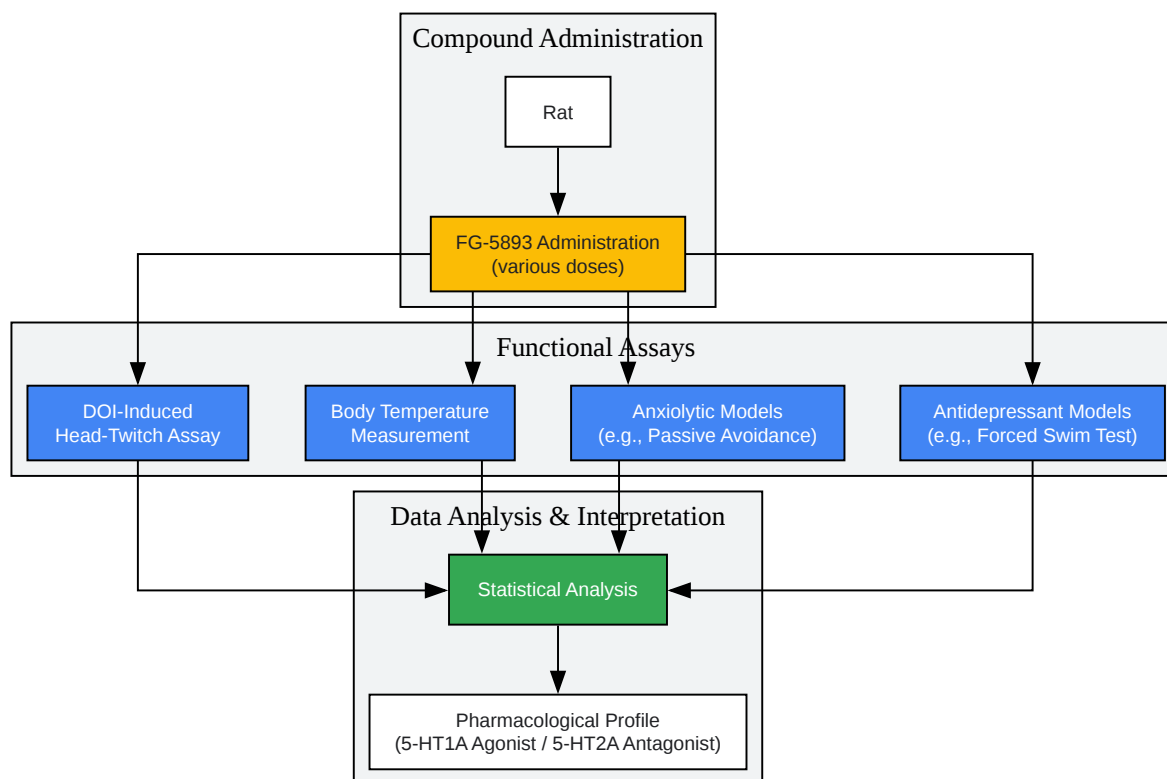 Compound Administration
Rat
FG-5893 Administration
(various doses)
Functional Assays
DOI-Induced
Head-Twitch Assay
Body Temperature
Measurement
Anxiolytic Models
(e.g., Passive Avoidance)
Antidepressant Models
(e.g., Forced Swim Test)
Data Analysis & Interpretation
Statistical Analysis
Pharmacological Profile
(5-HT1A Agonist / 5-HT2A Antagonist)